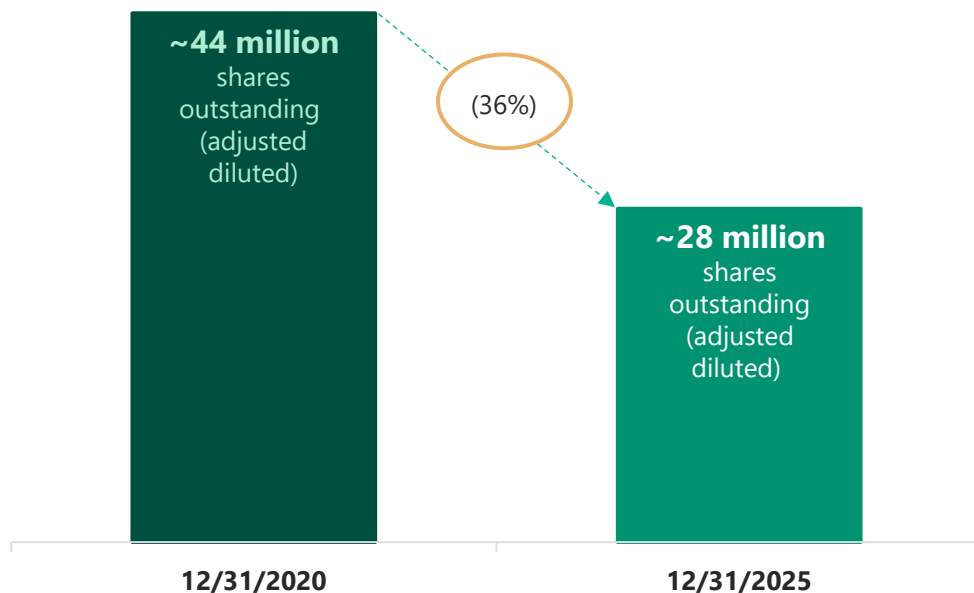 ~44 million
shares
outstanding
(adjusted
diluted)
(36%)
~28 million
shares
outstanding
(adjusted
diluted)
12/31/2020
12/31/2025